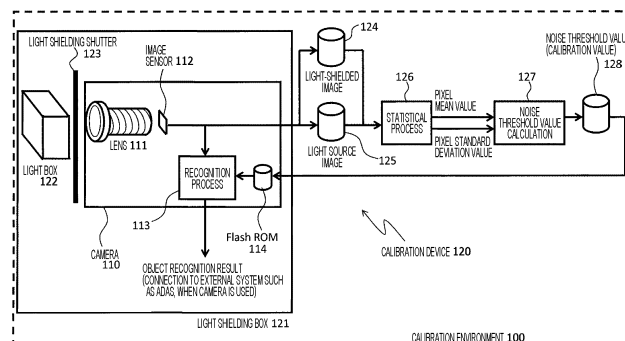 LIGHT SHIELDING SHUTTER
123
IMAGE
SENSOR 112
124
LIGHT-SHIELDED IMAGE
NOISE THRESHOLD VALU
(CALIBRATION VALUE)
128
126
STATISTICAL
PROCESS
PIXEL
MEAN VALUE
PIXEL STANDARD
DEVIATION VALUE
127
NOISE
THRESHOLD VALUE
CALCULATION
LENS 111
LIGHT BOX
122
LIGHT SOURCE
IMAGE
125
RECOGNITION
PROCESS
113
Flash ROM
114
CAMERA
110
OBJECT RECOGNITION RESULT
(CONNECTION TO EXTERNAL SYSTEM SUCH
AS ADAS, WHEN CAMERA IS USED)
CALIBRATION DEVICE 120
LIGHT SHIELDING BOX 121
CALIBRATION ENVIRONMENT 100